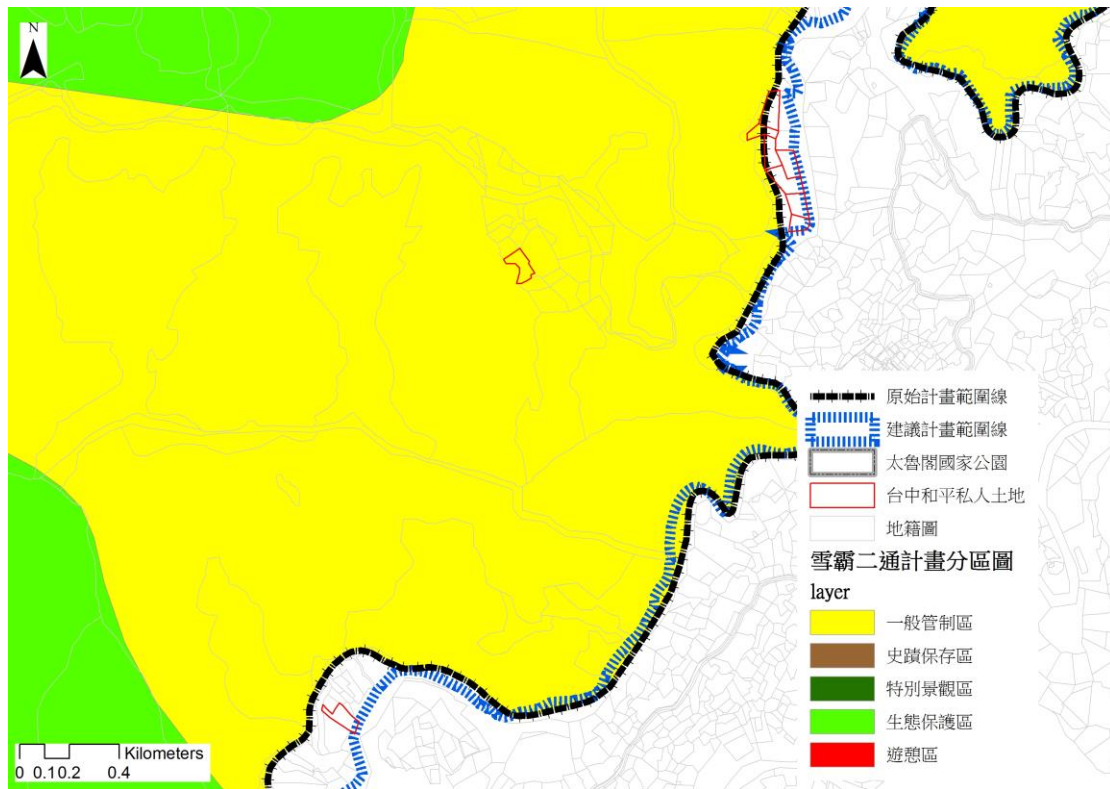 N
原始計畫範圍線
建議計畫範圍線
太魯閣國家公園
台中和平私人土地
地籍圖
雪霸二通計畫分區圖
layer
一般管制區
史蹟保存區
特別景觀區
生態保護區
遊憩區
Kilometers
0 0.1 0.2 0.4